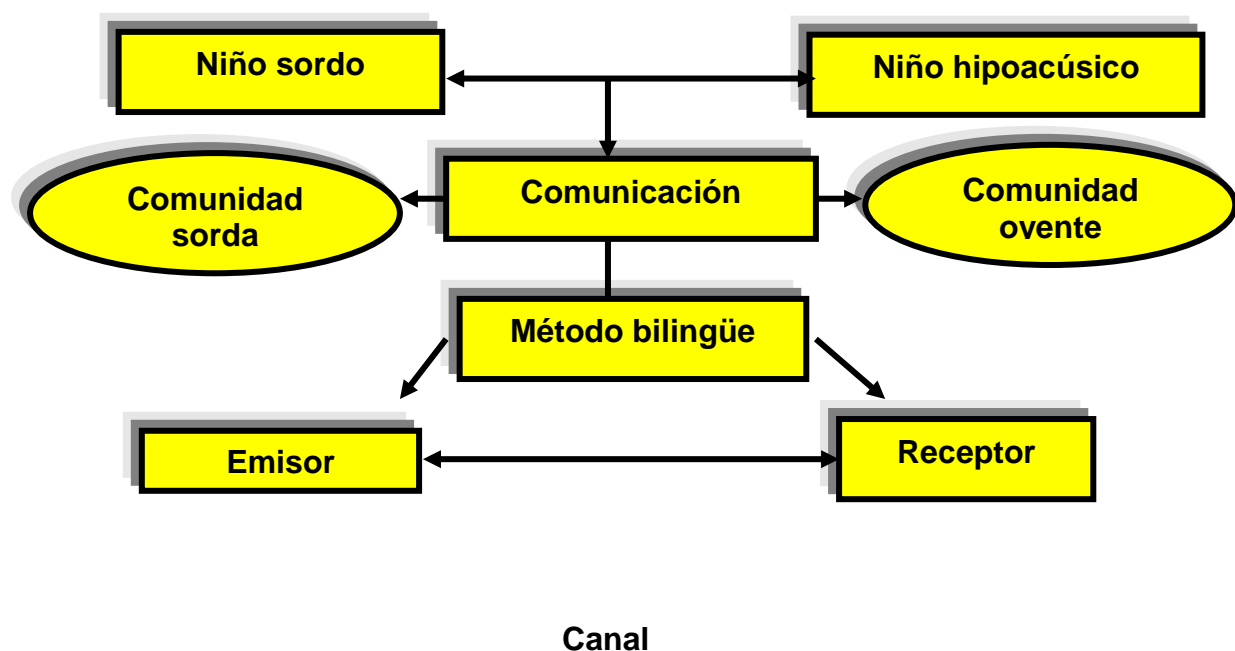 Niño sordo
Niño hipoacúsico
Comunicación
Comunidad
sorda
Comunidad
oyente
Método bilingüe
Emisor
Receptor
Canal